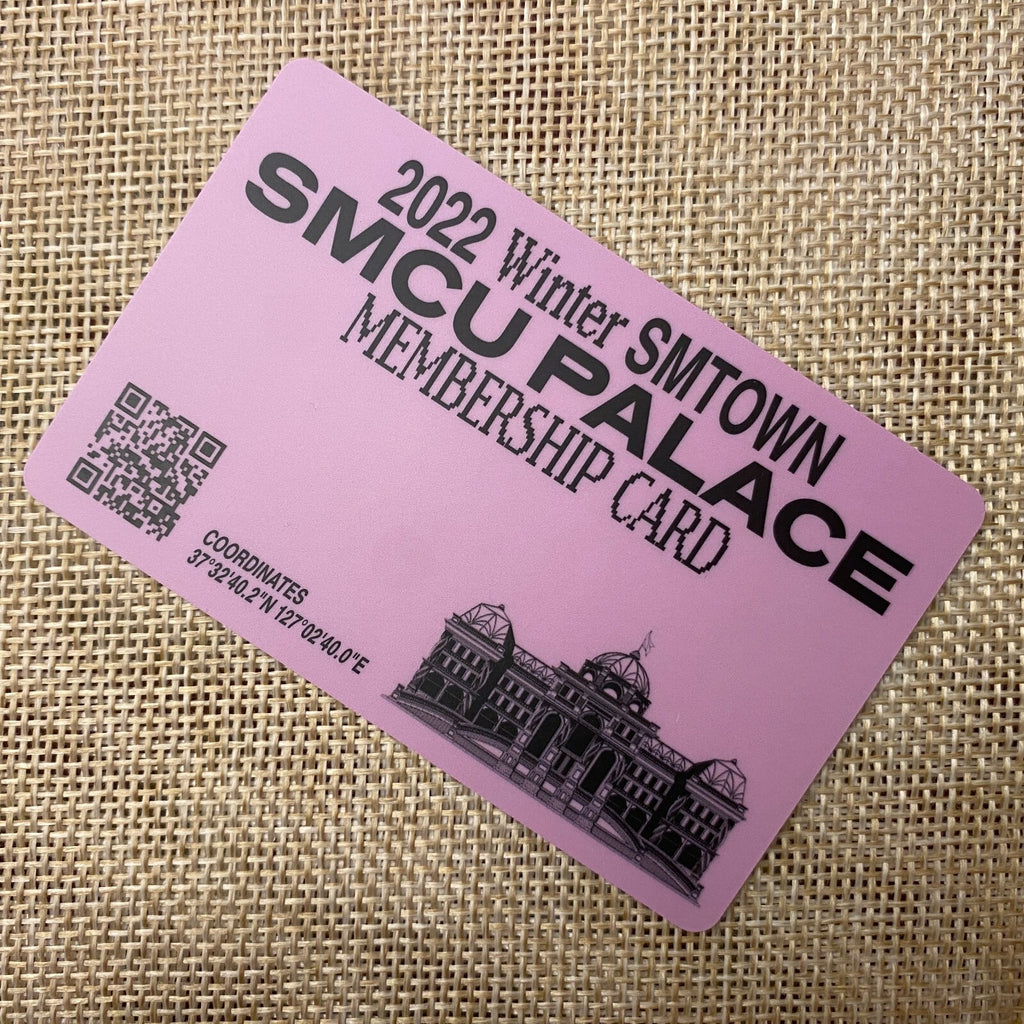 2022 Winter SMTOWN
SMCU PALACE
MEMBERSHIP CARD
COORDINATES
37°32'40.2"N 127°02'40.0"E